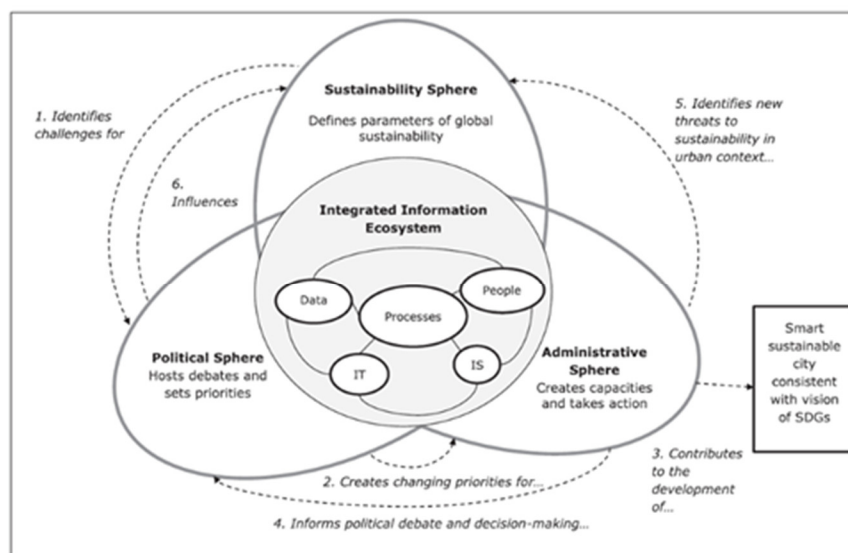 Sustainability Sphere
Defines parameters of global
sustainability
1. Identifies
challenges for
5. Identifies new
threats to
sustainability in
urban context...
6.
Influences
Integrated Information
Ecosystem
Data
People
Processes
IT
IS
Political Sphere
Hosts debates and
sets priorities
Administrative
Sphere
Creates capacities
and takes action
Smart
sustainable
city
consistent
with vision
of SDGs
2. Creates changing priorities for...
3. Contributes
to the
development
of...
4. Informs political debate and decision-making...